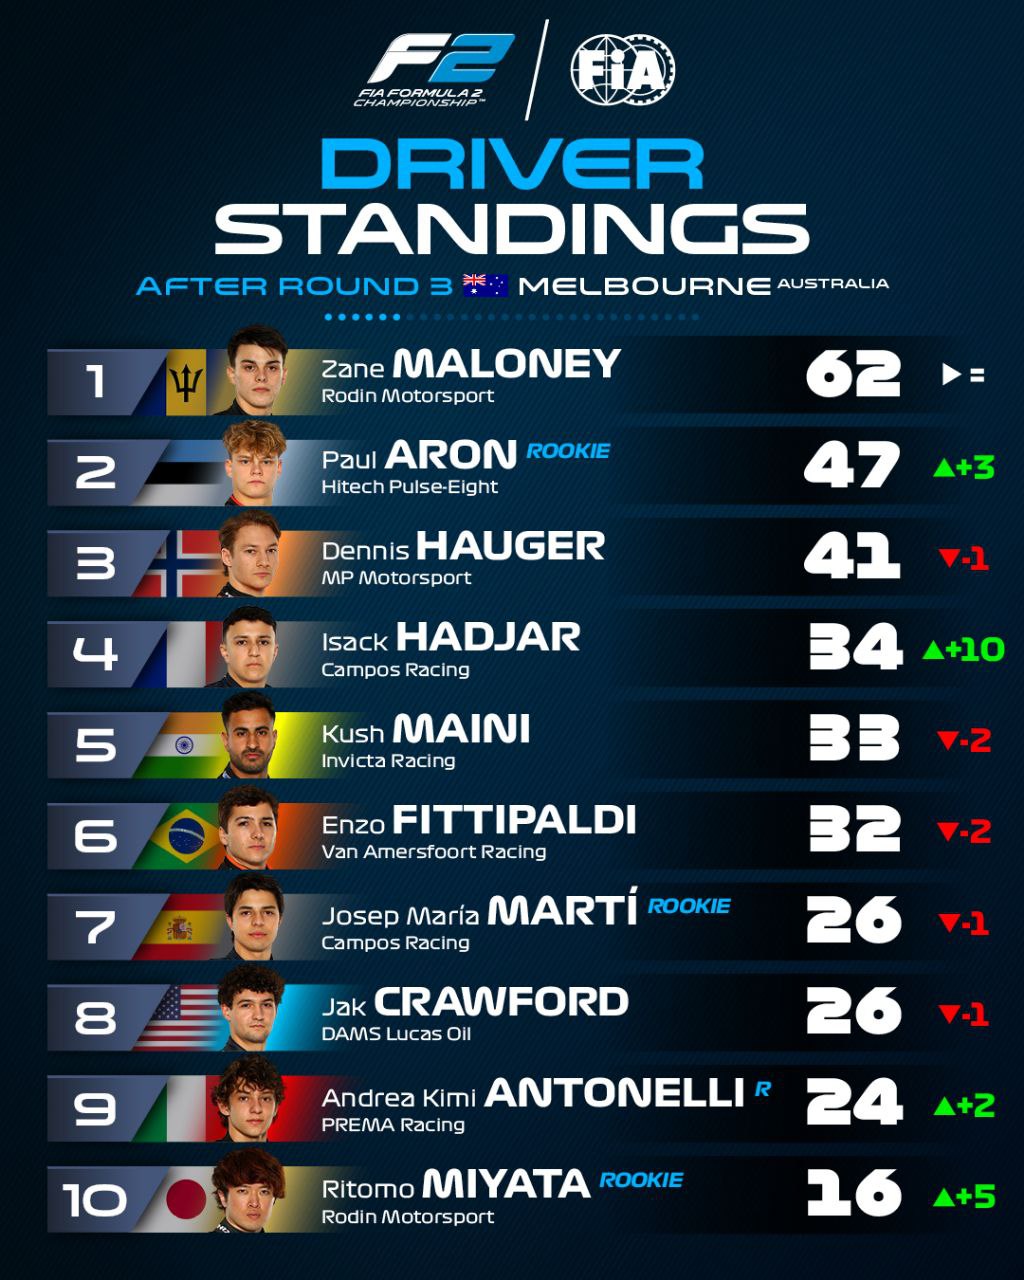 F2
FIA FORMULA 2
CHAMPIONSHIP™
FiA
DRIVER
STANDINGS
AFTER ROUND 3 MELBOURNE AUSTRALIA
1 Zane MALONEY 62 =
Rodin Motorsport
2 Paul ARON ROOKIE 47 ▲+3
Hitech Pulse-Eight
3 Dennis HAUGER 41 ▼-1
MP Motorsport
4 Isack HADJAR 34 ▲+10
Campos Racing
5 Kush MAINI 33 ▼-2
Invicta Racing
6 Enzo FITTIPALDI 32 ▼-2
Van Amersfoort Racing
7 Josep María MARTÍ ROOKIE 26 ▼-1
Campos Racing
8 Jak CRAWFORD 26 ▼-1
DAMS Lucas Oil
9 Andrea Kimi ANTONELLI R 24 ▲+2
PREMA Racing
10 Ritomo MIYATA ROOKIE 16 ▲+5
Rodin Motorsport